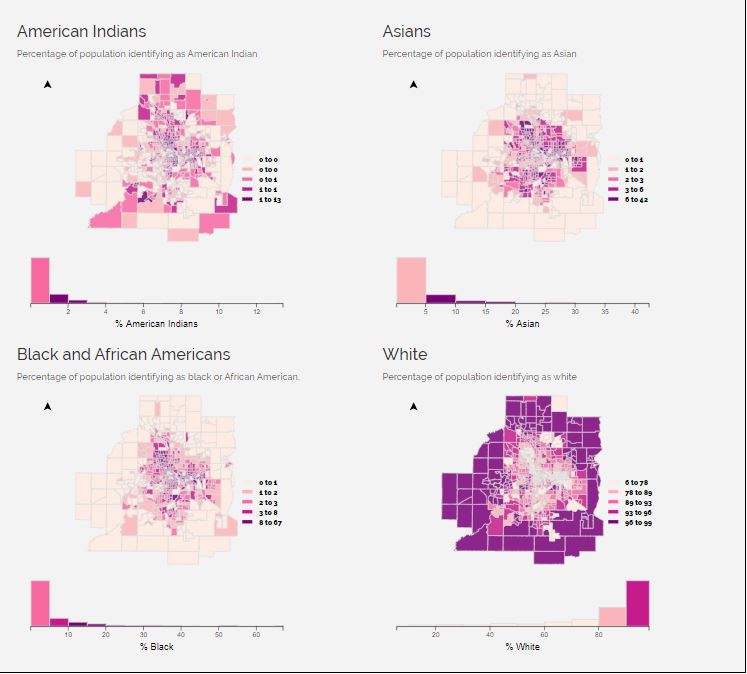 American Indians
Percentage of population identifying as American Indian
0 to 0
0 to 0
0 to 1
1 to 1
1 to 13
2 4 6 8 10 12
% American Indians
Asians
Percentage of population identifying as Asian
0 to 1
1 to 2
2 to 3
3 to 6
6 to 42
5 10 15 20 25 30 35 40
% Asian
Black and African Americans
Percentage of population identifying as black or African American.
0 to 1
1 to 2
2 to 3
3 to 8
8 to 67
10 20 30 40 50 60
% Black
White
Percentage of population identifying as white
6 to 78
78 to 89
89 to 93
93 to 96
96 to 99
20 40 60 80
% White